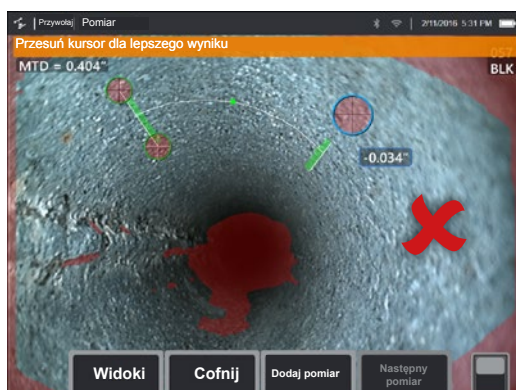 Przywołaj Pomiar 2/11/2016 5:31 PM
Przesuń kursor dla lepszego wyniku
057
MTD = 0.404"
BLK
-0.034"
Widoki Cofnij Dodaj pomiar Następny
pomiar